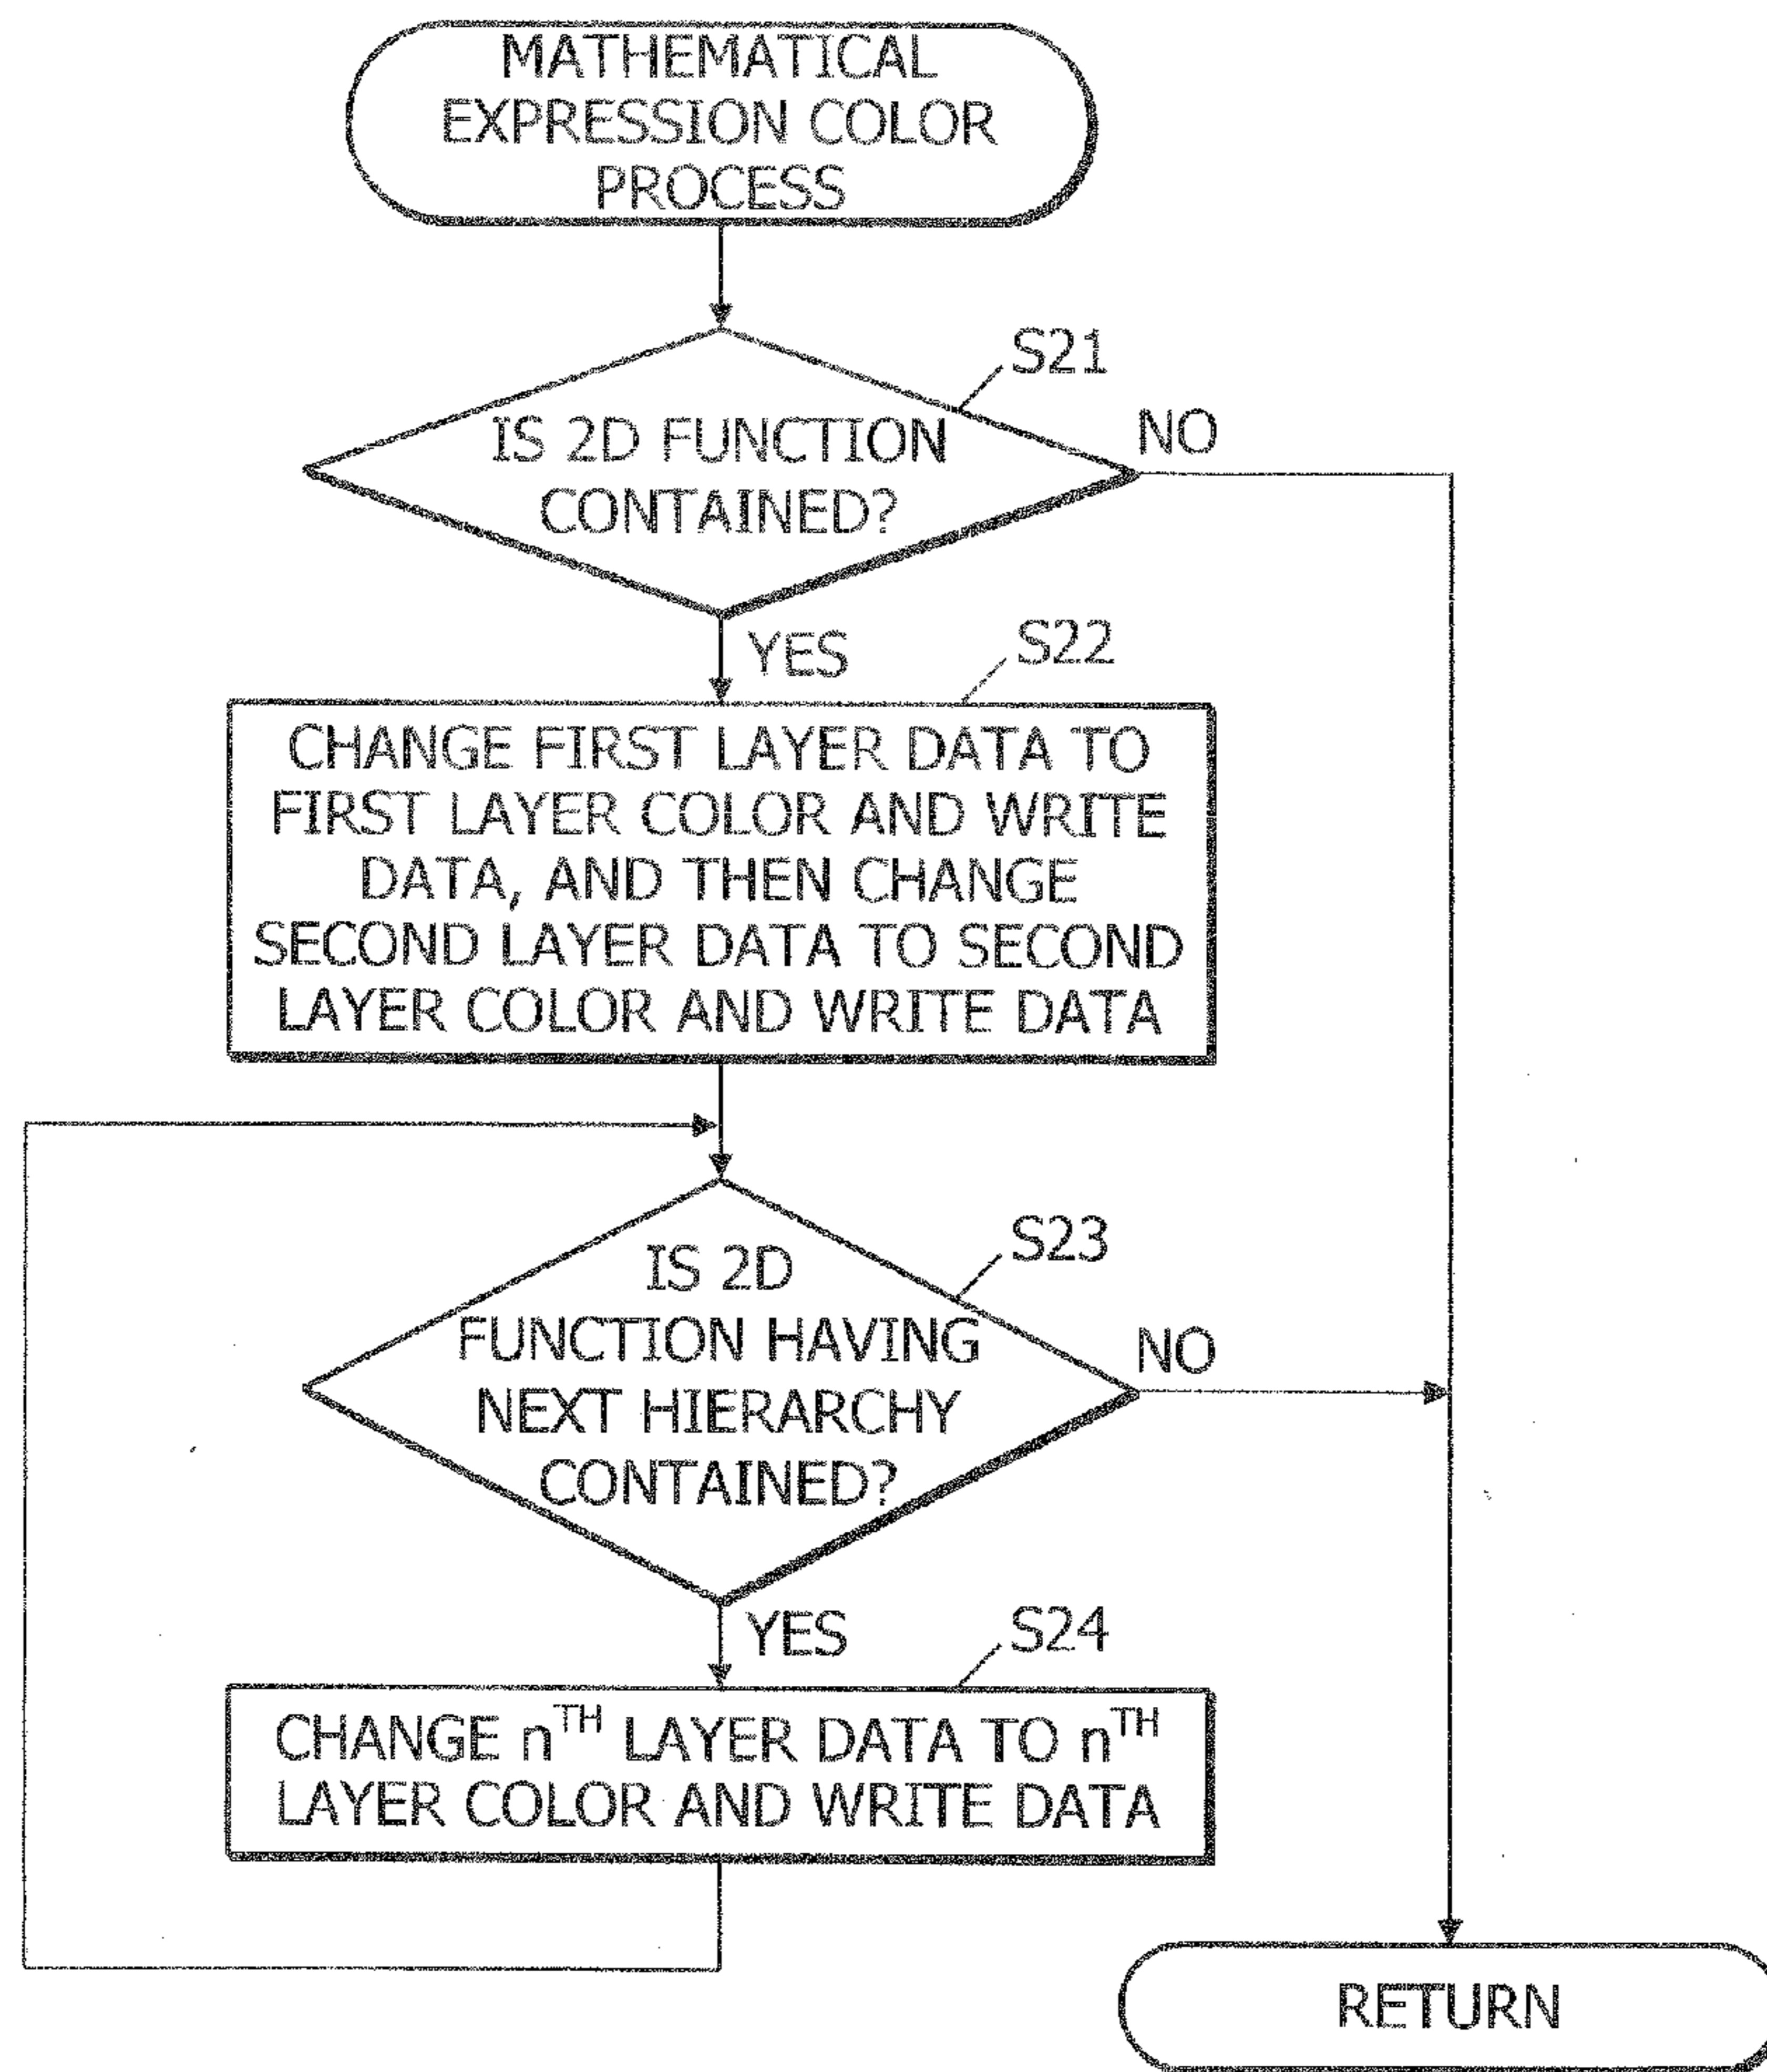 MATHEMATICAL
EXPRESSION COLOR
PROCESS
S21
IS 2D FUNCTION
CONTAINED?
NO
YES
S22
CHANGE FIRST LAYER DATA TO
FIRST LAYER COLOR AND WRITE
DATA, AND THEN CHANGE
SECOND LAYER DATA TO SECOND
LAYER COLOR AND WRITE DATA
S23
IS 2D
FUNCTION HAVING
NEXT HIERARCHY
CONTAINED?
NO
YES
S24
CHANGE nᵀᴴ LAYER DATA TO nᵀᴴ
LAYER COLOR AND WRITE DATA
RETURN